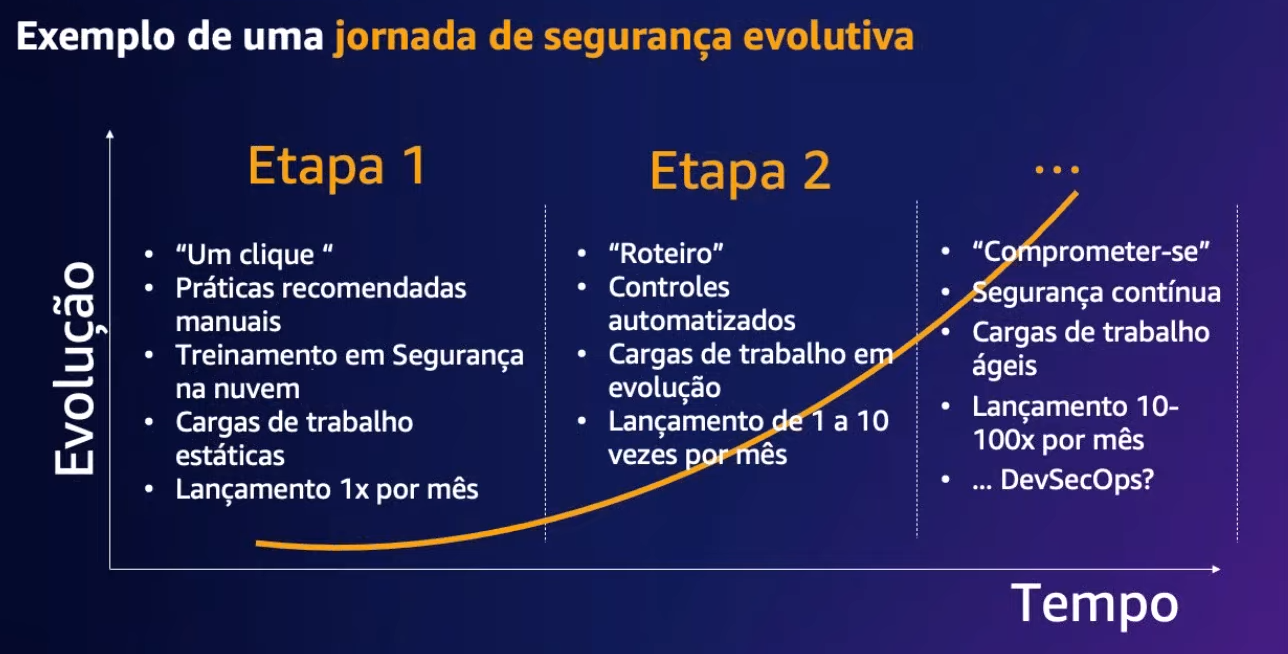 Exemplo de uma jornada de segurança evolutiva
Etapa 1
• “Um clique “
• Práticas recomendadas
manuais
• Treinamento em Segurança
na nuvem
• Cargas de trabalho
estáticas
• Lançamento 1x por mês
Etapa 2
• “Roteiro”
• Controles
automatizados
• Cargas de trabalho em
evolução
• Lançamento de 1 a 10
vezes por mês
...
• “Comprometer-se”
• Segurança contínua
• Cargas de trabalho
ágeis
• Lançamento 10-
100x por mês
• ... DevSecOps?
Evolução
Tempo